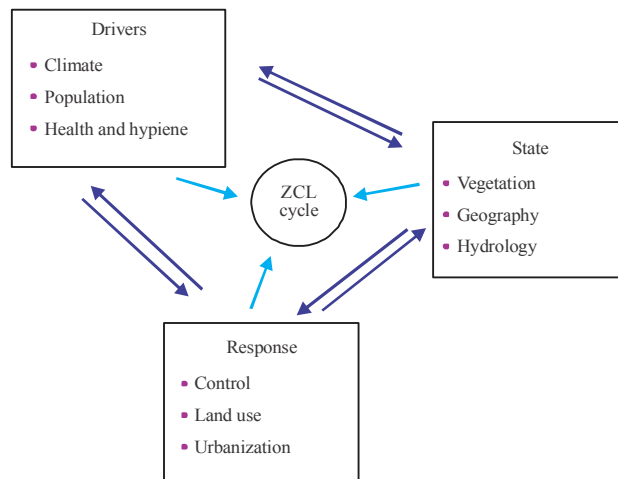 Drivers
• Climate
• Population
• Health and hypiene
ZCL
cycle
State
• Vegetation
• Geography
• Hydrology
Response
• Control
• Land use
• Urbanization